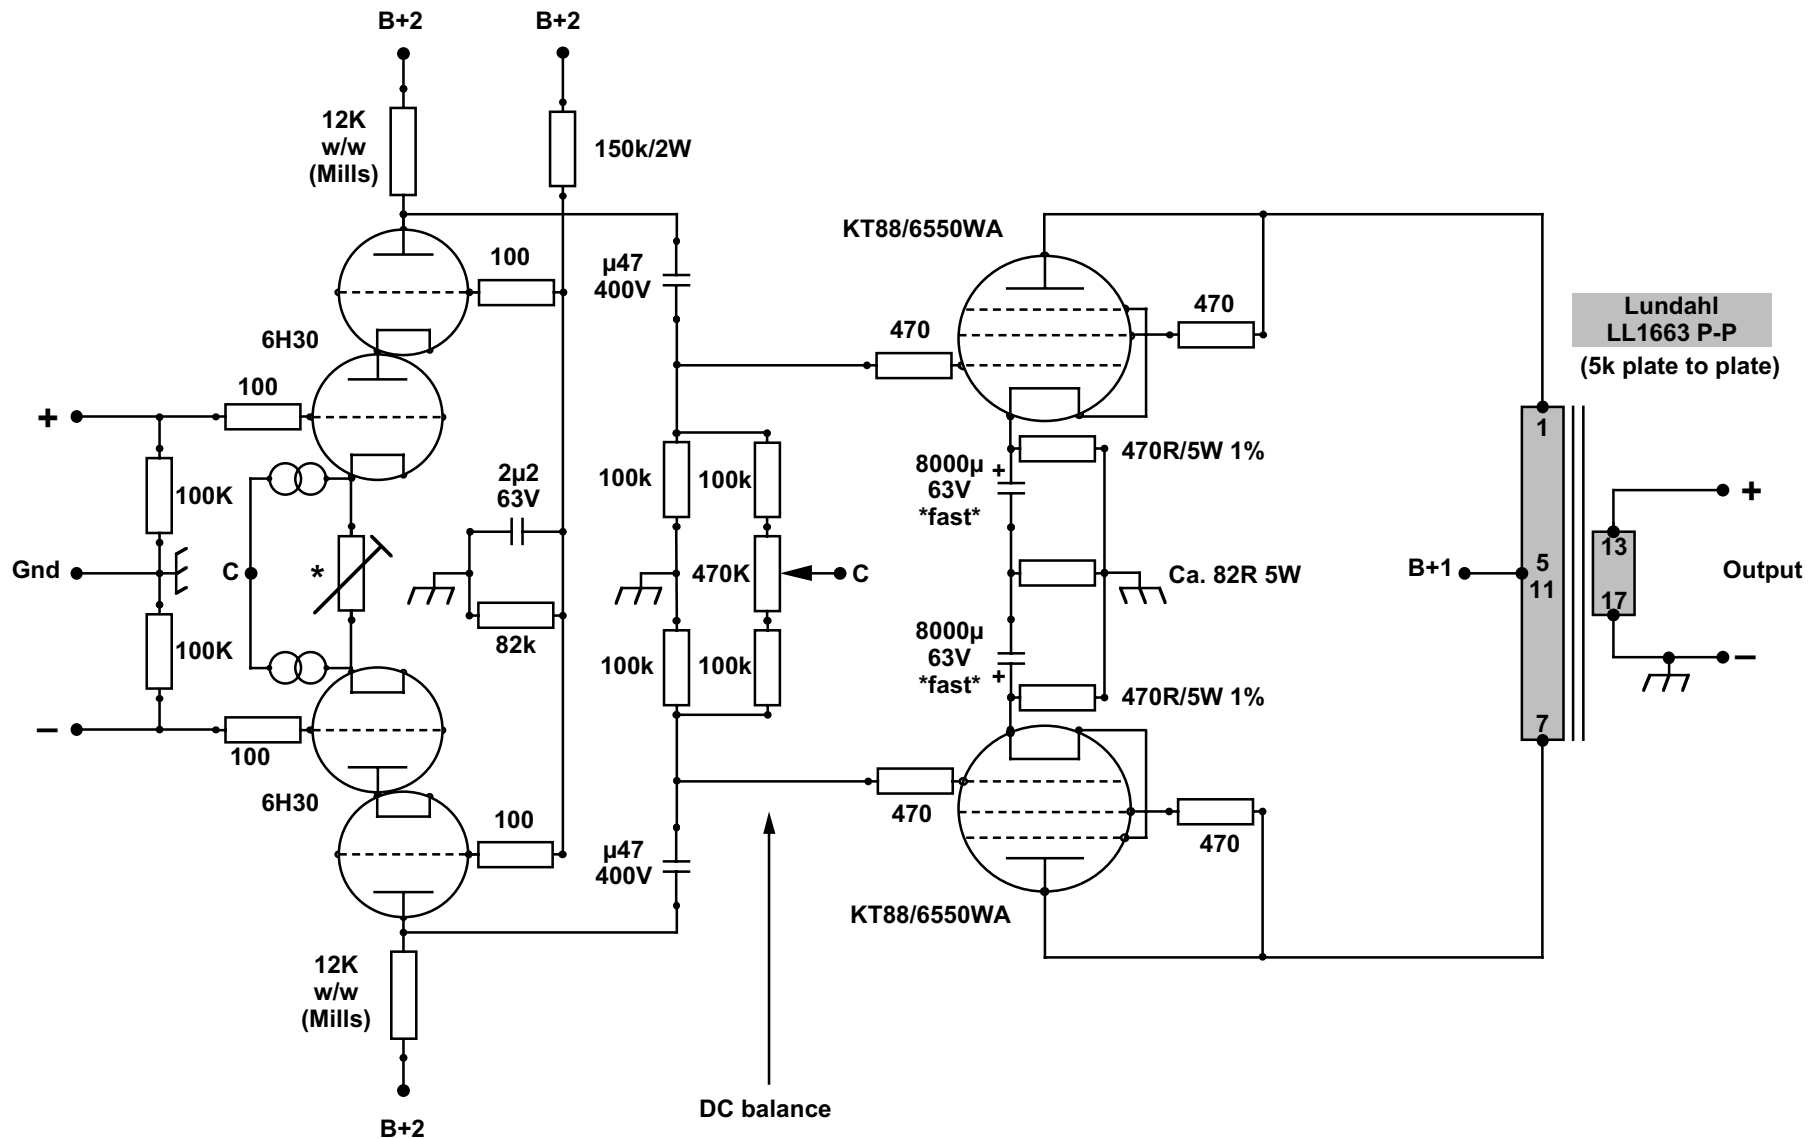 B+2
B+2
12K
w/w
(Mills)
150k/2W
KT88/6550WA
100
µ47
400V
470
470
Lundahl
LL1663 P-P
(5k plate to plate)
6H30
100
+
1
100k
100k
470R/5W 1%
8000µ
63V
*fast*
+
2µ2
63V
100K
+
13
Gnd
C
*
470K
C
Ca. 82R 5W
B+1
5
11
Output
17
82k
100K
100k
100k
8000µ
63V
*fast*
+
470R/5W 1%
–
7
–
100
6H30
100
470
470
µ47
400V
KT88/6550WA
12K
w/w
(Mills)
DC balance
B+2